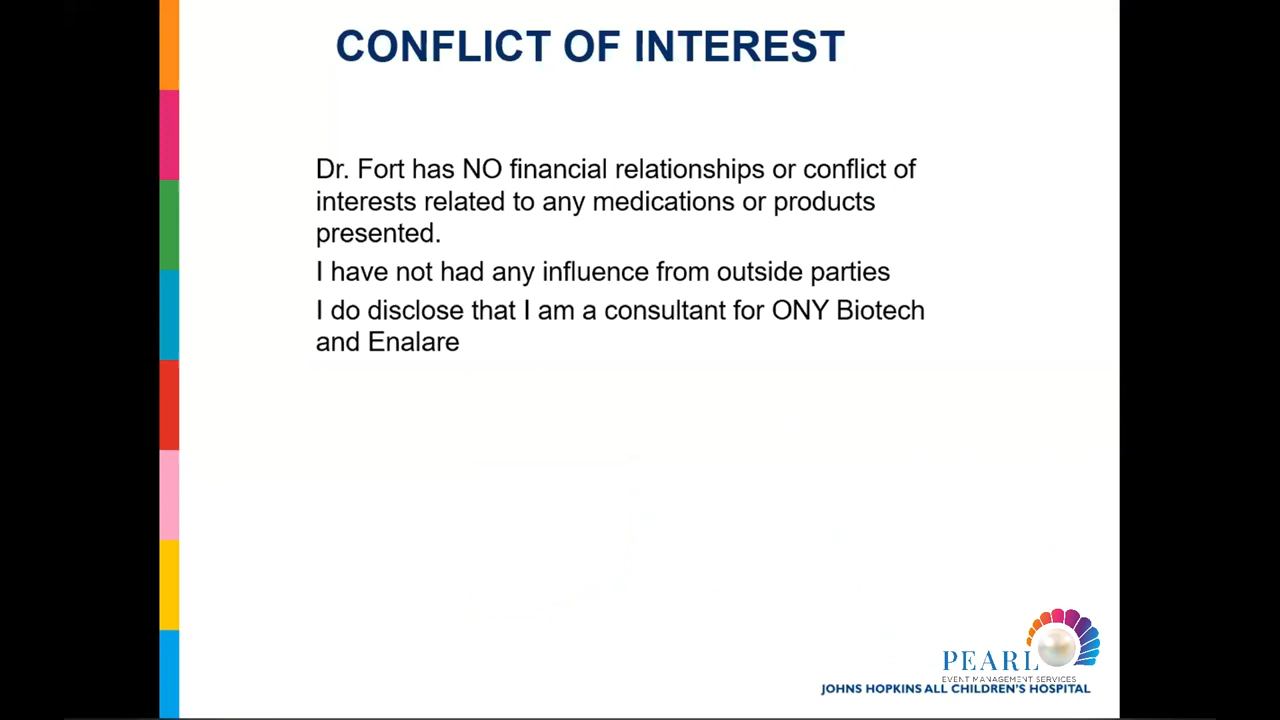 CONFLICT OF INTEREST
Dr. Fort has NO financial relationships or conflict of
interests related to any medications or products
presented.
I have not had any influence from outside parties
I do disclose that I am a consultant for ONY Biotech
and Enalare
PEARL
EVENT MANAGEMENT SERVICES
JOHNS HOPKINS ALL CHILDREN'S HOSPITAL